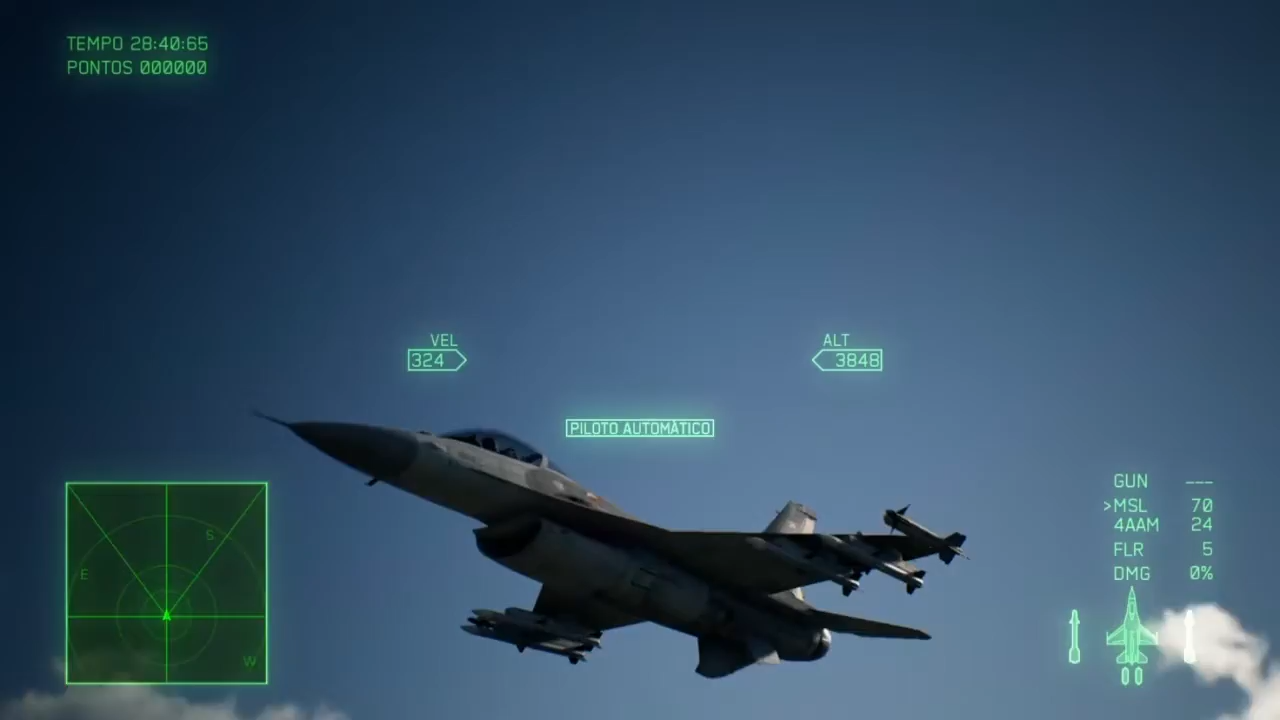 TEMPO 28:40:65
PONTOS 000000
VEL
324
ALT
3848
PILOTO AUTOMÁTICO
S
E
W
GUN ---
>MSL 70
4AAM 24
FLR 5
DMG 0%